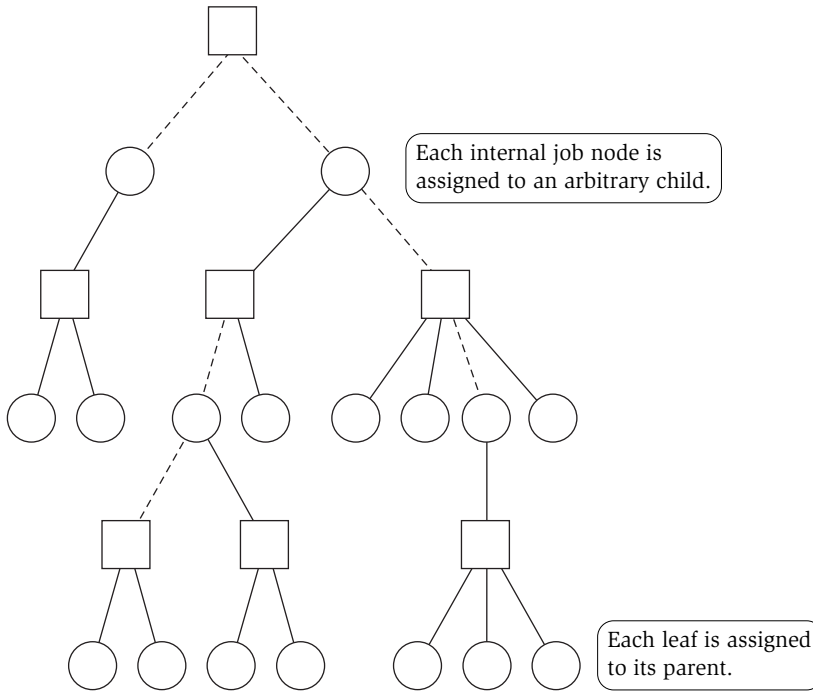 Each internal job node is
assigned to an arbitrary child.
Each leaf is assigned
to its parent.